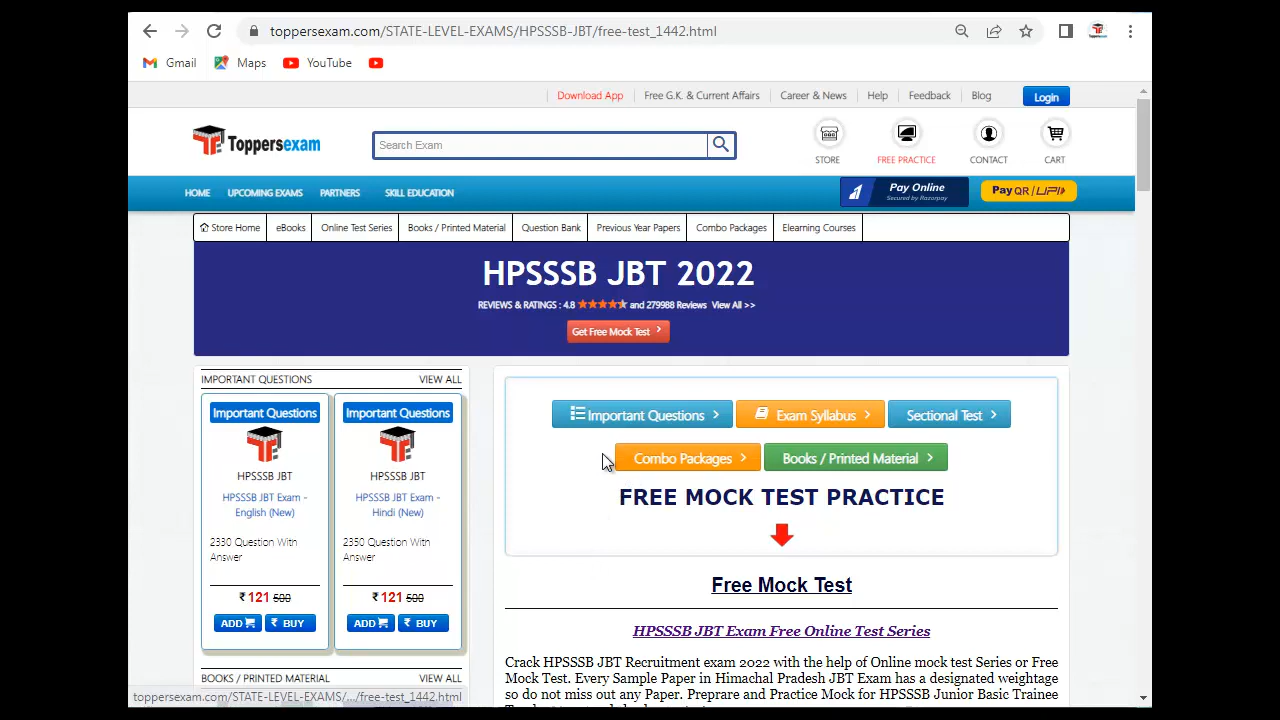 toppersexam.com/STATE-LEVEL-EXAMS/HPSSSB-JBT/free-test_1442.html
Gmail Maps YouTube
Download App Free G.K. & Current Affairs Career & News Help Feedback Blog Login
Toppersexam Search Exam
STORE FREE PRACTICE CONTACT CART
HOME UPCOMING EXAMS PARTNERS SKILL EDUCATION Pay Online Pay QR / UPI
Secured by Razorpay
Store Home eBooks Online Test Series Books / Printed Material Question Bank Previous Year Papers Combo Packages Elearning Courses
HPSSSB JBT 2022
REVIEWS & RATINGS : 4.8 and 279988 Reviews View All >>
Get Free Mock Test
IMPORTANT QUESTIONS VIEW ALL
Important Questions
HPSSSB JBT
HPSSSB JBT Exam -
English (New)
2330 Question With
Answer
₹ 121 500
ADD ₹ BUY
Important Questions
HPSSSB JBT
HPSSSB JBT Exam -
Hindi (New)
2350 Question With
Answer
₹ 121 500
ADD ₹ BUY
BOOKS / PRINTED MATERIAL VIEW ALL
Important Questions Exam Syllabus Sectional Test
Combo Packages Books / Printed Material
FREE MOCK TEST PRACTICE
Free Mock Test
HPSSSB JBT Exam Free Online Test Series
Crack HPSSSB JBT Recruitment exam 2022 with the help of Online mock test Series or Free
Mock Test. Every Sample Paper in Himachal Pradesh JBT Exam has a designated weightage
so do not miss out any Paper. Preprare and Practice Mock for HPSSSB Junior Basic Trainee
toppersexam.com/STATE-LEVEL-EXAMS/.../free-test_1442.html